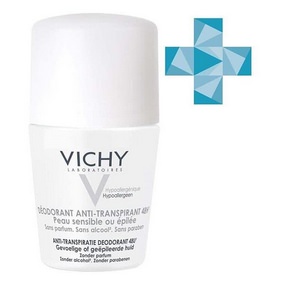 VICHY
LABORATOIRES
Hypoallergénique
Hypoallergeen
DÉODORANT ANTI-TRANSPIRANT 48H
Peau sensible ou épilée
Sans parfum. Sans alcool*. Sans paraben.
ANTI-TRANSPIRATIE DEODORANT 48U
Gevoelige of geëpileerde huid
Zonder parfum
Zonder alcohol*. Zonder parabenen